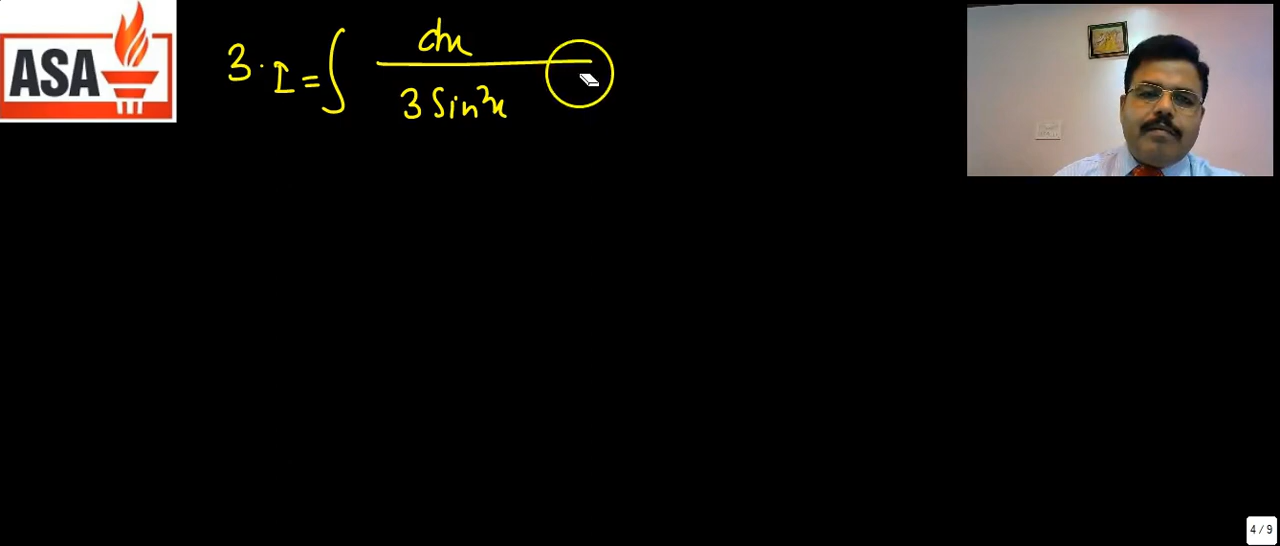 ASA
3. I = ∫ dx
3 Sin²x
4 / 9